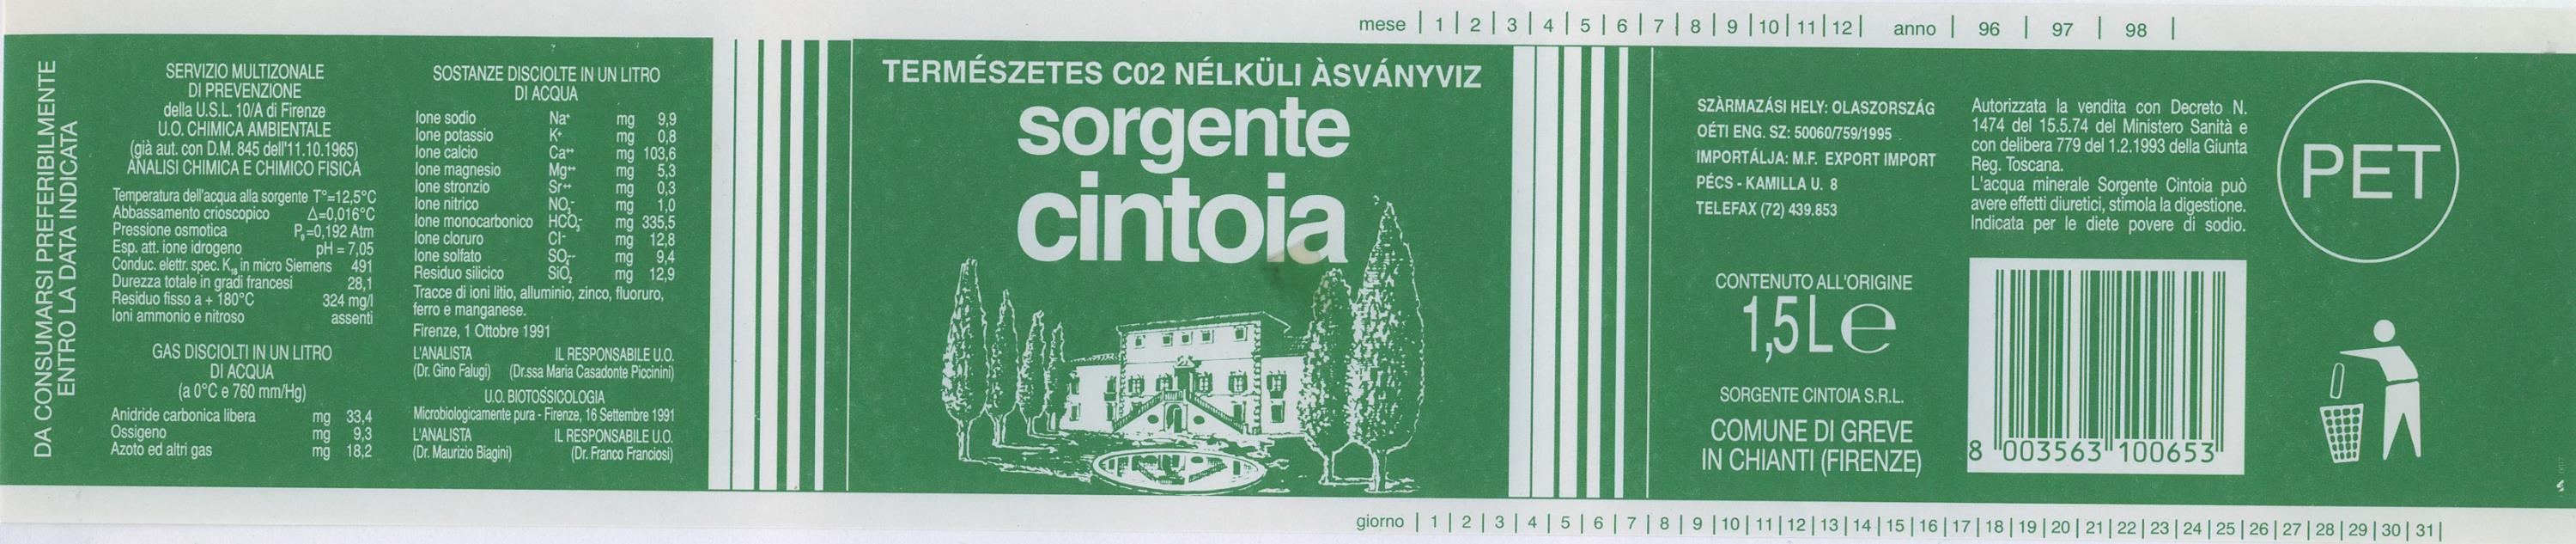 mese | 1 | 2 | 3 | 4 | 5 | 6 | 7 | 8 | 9 | 10 | 11 | 12 | anno | 96 | 97 | 98 |
DA CONSUMARSI PREFERIBILMENTE
ENTRO LA DATA INDICATA
SERVIZIO MULTIZONALE
DI PREVENZIONE
della U.S.L. 10/A di Firenze
U.O. CHIMICA AMBIENTALE
(già aut. con D.M. 845 dell'11.10.1965)
ANALISI CHIMICA E CHIMICO FISICA
Temperatura dell'acqua alla sorgente T°=12,5°C
Abbassamento crioscopico Δ=0,016°C
Pressione osmotica P₀=0,192 Atm
Esp. att. ione idrogeno pH = 7,05
Conduc. elettr. spec. K₁₈ in micro Siemens 491
Durezza totale in gradi francesi 28,1
Residuo fisso a + 180°C 324 mg/l
Ioni ammonio e nitroso assenti
GAS DISCIOLTI IN UN LITRO
DI ACQUA
(a 0°C e 760 mm/Hg)
Anidride carbonica libera mg 33,4
Ossigeno mg 9,3
Azoto ed altri gas mg 18,2
SOSTANZE DISCIOLTE IN UN LITRO
DI ACQUA
Ione sodio Na⁺ mg 9,9
Ione potassio K⁺ mg 0,8
Ione calcio Ca⁺⁺ mg 103,6
Ione magnesio Mg⁺⁺ mg 5,3
Ione stronzio Sr⁺⁺ mg 0,3
Ione nitrico NO₃⁻ mg 1,0
Ione monocarbonico HCO₃⁻ mg 335,5
Ione cloruro Cl⁻ mg 12,8
Ione solfato SO₄⁻⁻ mg 9,4
Residuo silicico SiO₂ mg 12,9
Tracce di ioni litio, alluminio, zinco, fluoruro,
ferro e manganese.
Firenze, 1 Ottobre 1991
L'ANALISTA IL RESPONSABILE U.O.
(Dr. Gino Falugi) (Dr.ssa Maria Casadonte Piccinini)
U.O. BIOTOSSICOLOGIA
Microbiologicamente pura - Firenze, 16 Settembre 1991
L'ANALISTA IL RESPONSABILE U.O.
(Dr. Maurizio Biagini) (Dr. Franco Franciosi)
TERMÉSZETES C02 NÉLKÜLI ÀSVÁNYVIZ
sorgente
cintoia
SZÀRMAZÁSI HELY: OLASZORSZÁG
OÉTI ENG. SZ: 50060/759/1995
IMPORTÁLJA: M.F. EXPORT IMPORT
PÉCS - KAMILLA U. 8
TELEFAX (72) 439.853
CONTENUTO ALL'ORIGINE
1,5 L e
SORGENTE CINTOIA S.R.L.
COMUNE DI GREVE
IN CHIANTI (FIRENZE)
Autorizzata la vendita con Decreto N.
1474 del 15.5.74 del Ministero Sanità e
con delibera 779 del 1.2.1993 della Giunta
Reg. Toscana.
L'acqua minerale Sorgente Cintoia può
avere effetti diuretici, stimola la digestione.
Indicata per le diete povere di sodio.
8 003563 100653
PET
giorno | 1 | 2 | 3 | 4 | 5 | 6 | 7 | 8 | 9 | 10 | 11 | 12 | 13 | 14 | 15 | 16 | 17 | 18 | 19 | 20 | 21 | 22 | 23 | 24 | 25 | 26 | 27 | 28 | 29 | 30 | 31 |